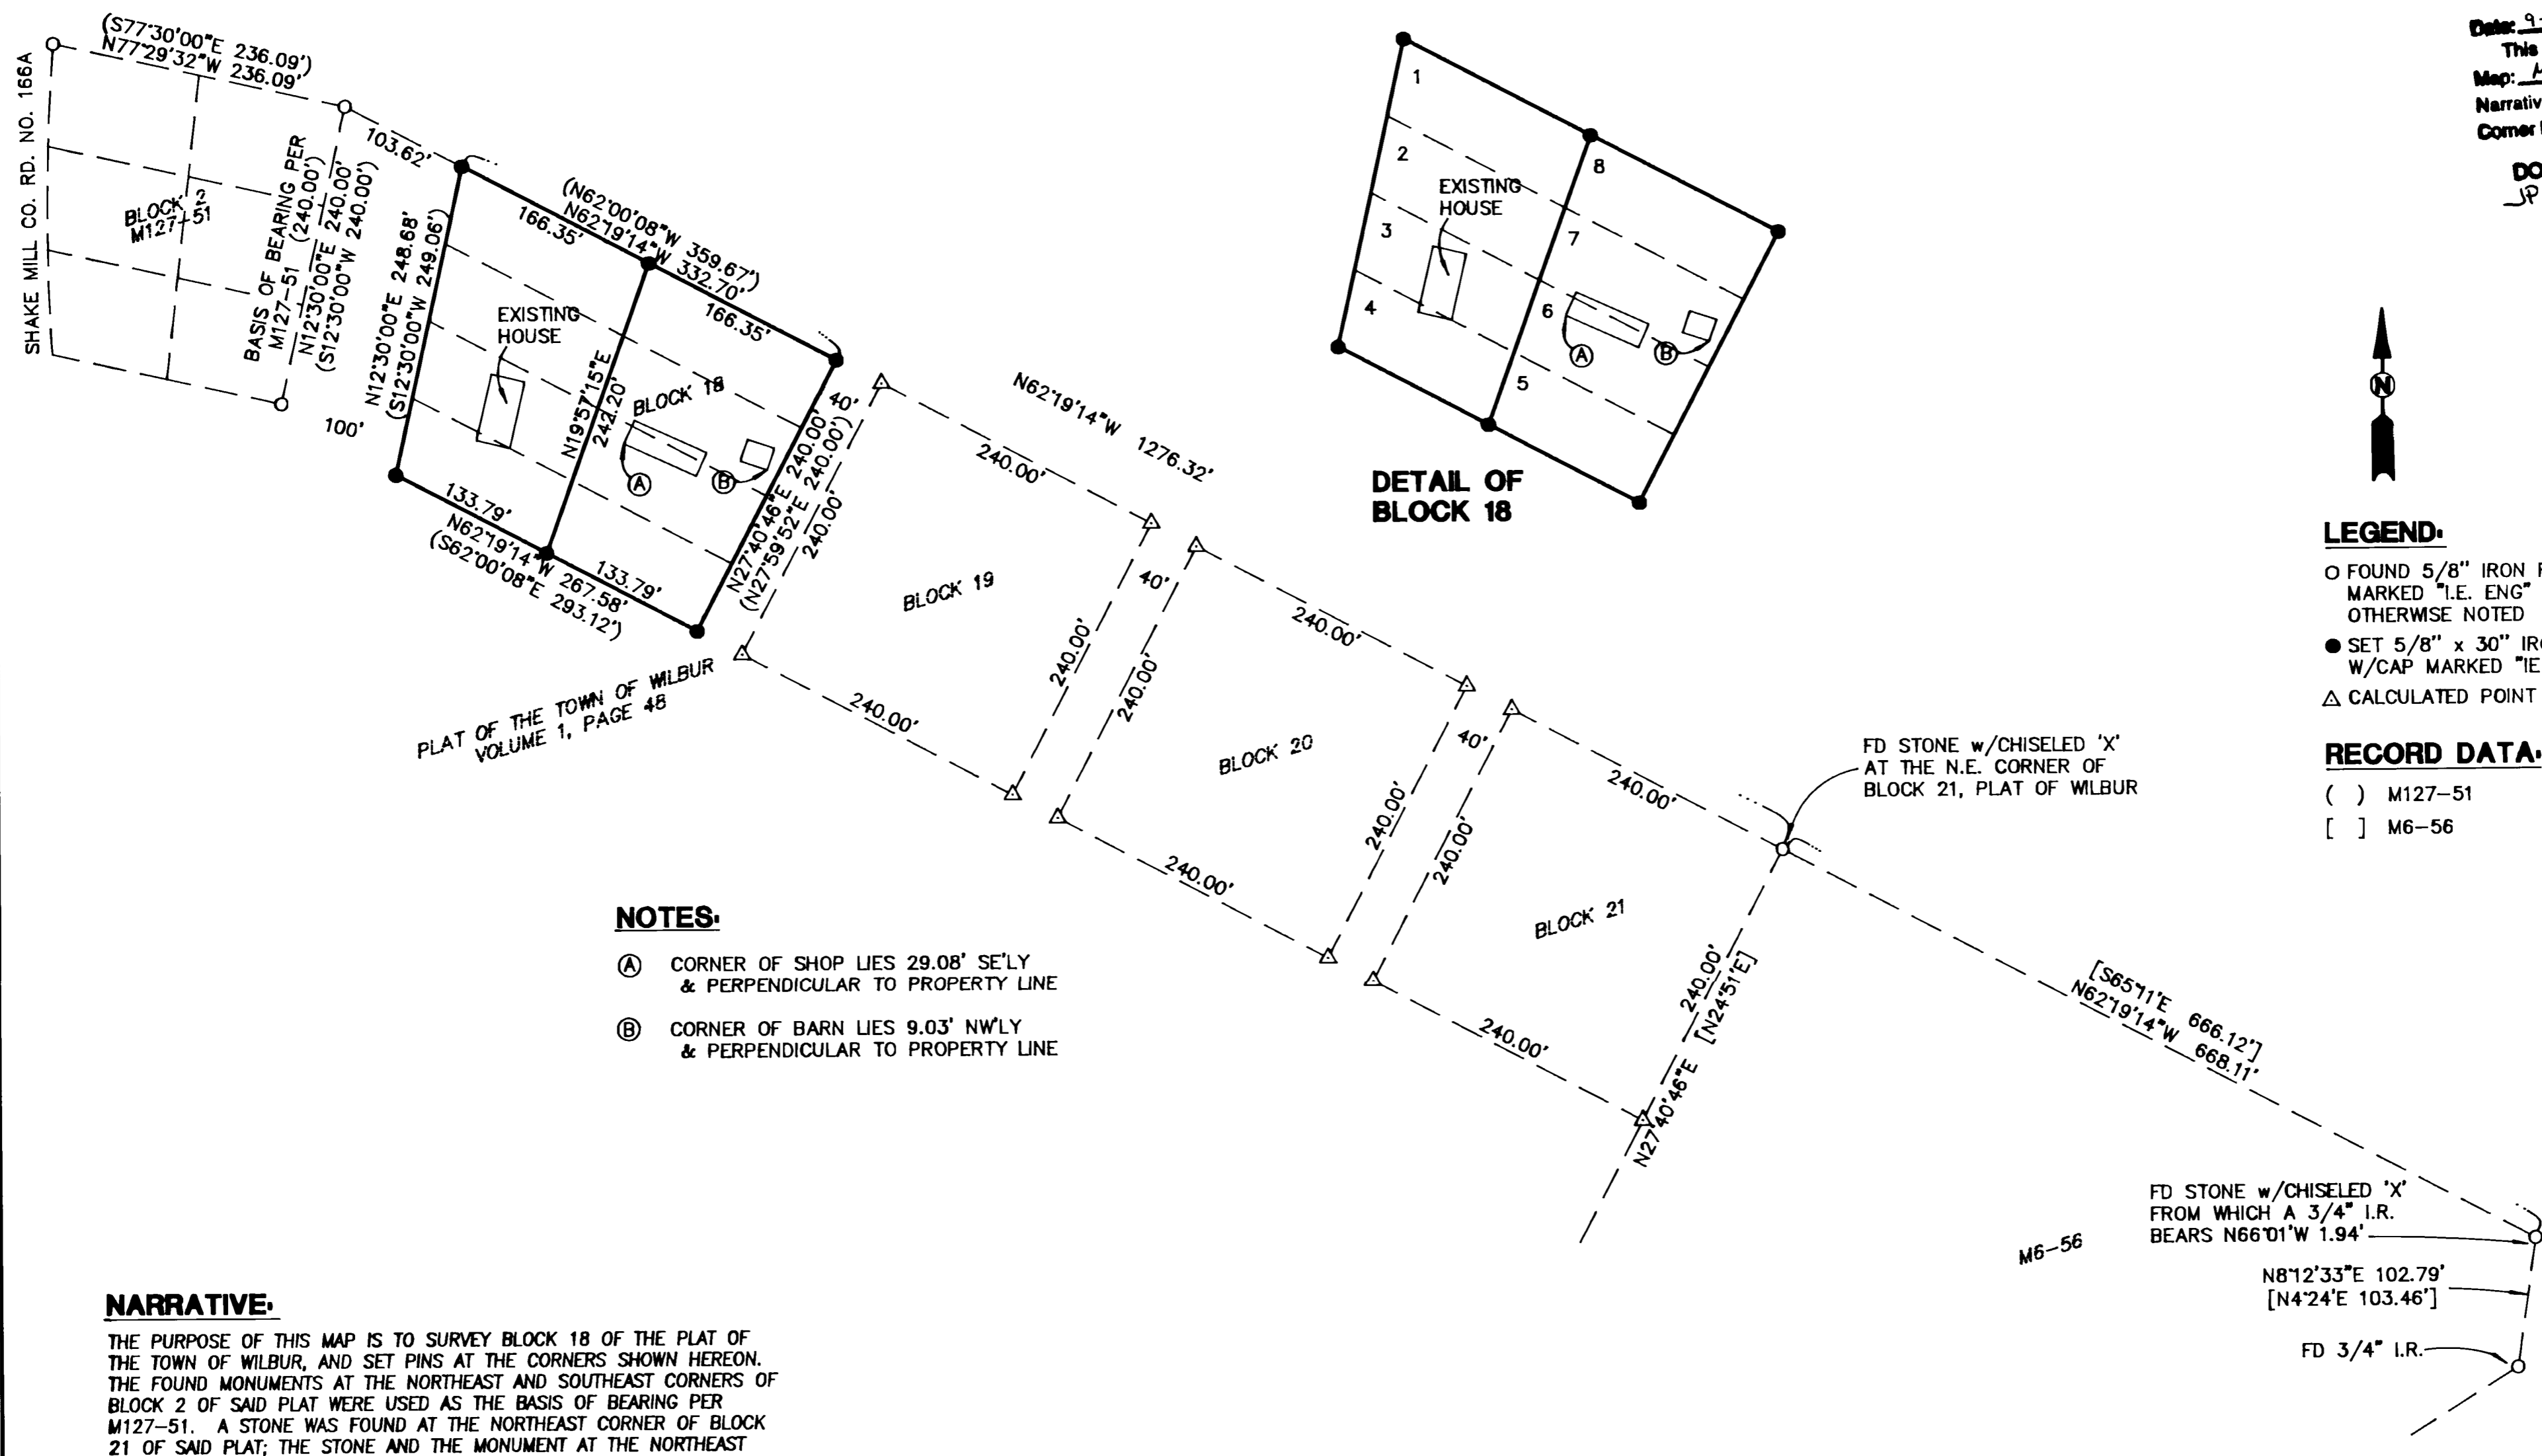 (S77°30'00"E 236.09')
N77°29'32"W 236.09'
SHAKE MILL CO. RD. NO. 166A
BLOCK 2
M127-51
BASIS OF BEARING PER
M127-51 (240.00')
N12°30'00"E 240.00'
(S12°30'00"W 240.00')
103.62'
100'
N12°30'00"E 248.68'
(S12°30'00"W 249.06')
(N62°00'08"W 359.67')
N62°19'14"W 332.70'
166.35'
166.35'
EXISTING
HOUSE
N19°57'15"E
242.20'
BLOCK 18
A
B
133.79'
133.79'
N62°19'14"W 267.58'
(S62°00'08"E 293.12')
N27°40'46"E 240.00'
(N27°59'52"E 240.00')
40'
240.00'
PLAT OF THE TOWN OF WILBUR
VOLUME 1, PAGE 48
N62°19'14"W 1276.32'
240.00'
BLOCK 19
240.00'
240.00'
40'
240.00'
240.00'
BLOCK 20
240.00'
240.00'
40'
240.00'
240.00'
BLOCK 21
240.00'
240.00'
N27°40'46"E [N24°51'E]
FD STONE w/CHISELED 'X'
AT THE N.E. CORNER OF
BLOCK 21, PLAT OF WILBUR
[S65°11'E 666.12']
N62°19'14"W 668.11'
M6-56
FD STONE w/CHISELED 'X'
FROM WHICH A 3/4" I.R.
BEARS N66°01'W 1.94'
N8°12'33"E 102.79'
[N4°24'E 103.46']
FD 3/4" I.R.
1
2
3
4
8
7
6
5
EXISTING
HOUSE
A
B
DETAIL OF
BLOCK 18
Date: 9-
This
Map: M
Narrativ
Corner
DO
JP
N
LEGEND:
FOUND 5/8" IRON
MARKED "I.E. ENG"
OTHERWISE NOTED
SET 5/8" x 30"
W/CAP MARKED "IE
CALCULATED POINT
RECORD DATA:
( ) M127-51
[ ] M6-56
NOTES:
A CORNER OF SHOP LIES 29.08' SE'LY
& PERPENDICULAR TO PROPERTY LINE
B CORNER OF BARN LIES 9.03' NW'LY
& PERPENDICULAR TO PROPERTY LINE
NARRATIVE:
THE PURPOSE OF THIS MAP IS TO SURVEY BLOCK 18 OF THE PLAT OF
THE TOWN OF WILBUR, AND SET PINS AT THE CORNERS SHOWN HEREON.
THE FOUND MONUMENTS AT THE NORTHEAST AND SOUTHEAST CORNERS OF
BLOCK 2 OF SAID PLAT WERE USED AS THE BASIS OF BEARING PER
M127-51. A STONE WAS FOUND AT THE NORTHEAST CORNER OF BLOCK
21 OF SAID PLAT; THE STONE AND THE MONUMENT AT THE NORTHEAST